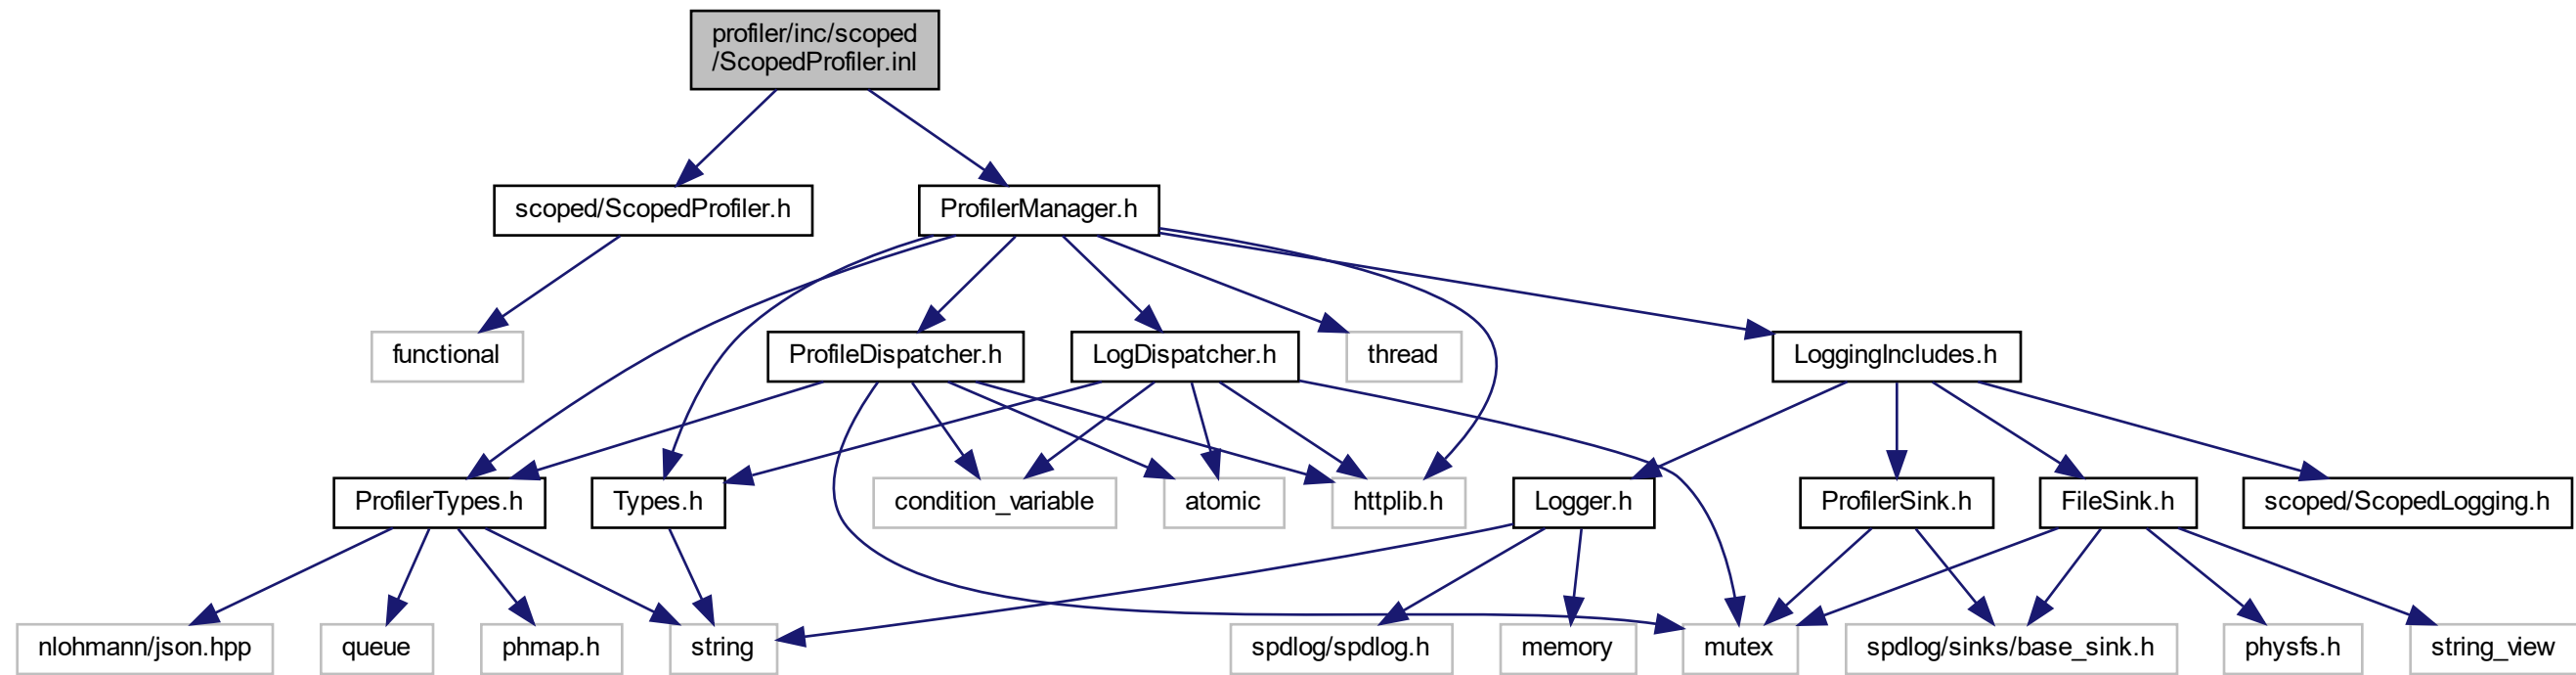 profiler/inc/scoped
/ScopedProfiler.inl
scoped/ScopedProfiler.h
ProfilerManager.h
functional
ProfileDispatcher.h
LogDispatcher.h
thread
LoggingIncludes.h
ProfilerTypes.h
Types.h
condition_variable
atomic
httplib.h
Logger.h
ProfilerSink.h
FileSink.h
scoped/ScopedLogging.h
nlohmann/json.hpp
queue
phmap.h
string
spdlog/spdlog.h
memory
mutex
spdlog/sinks/base_sink.h
physfs.h
string_view